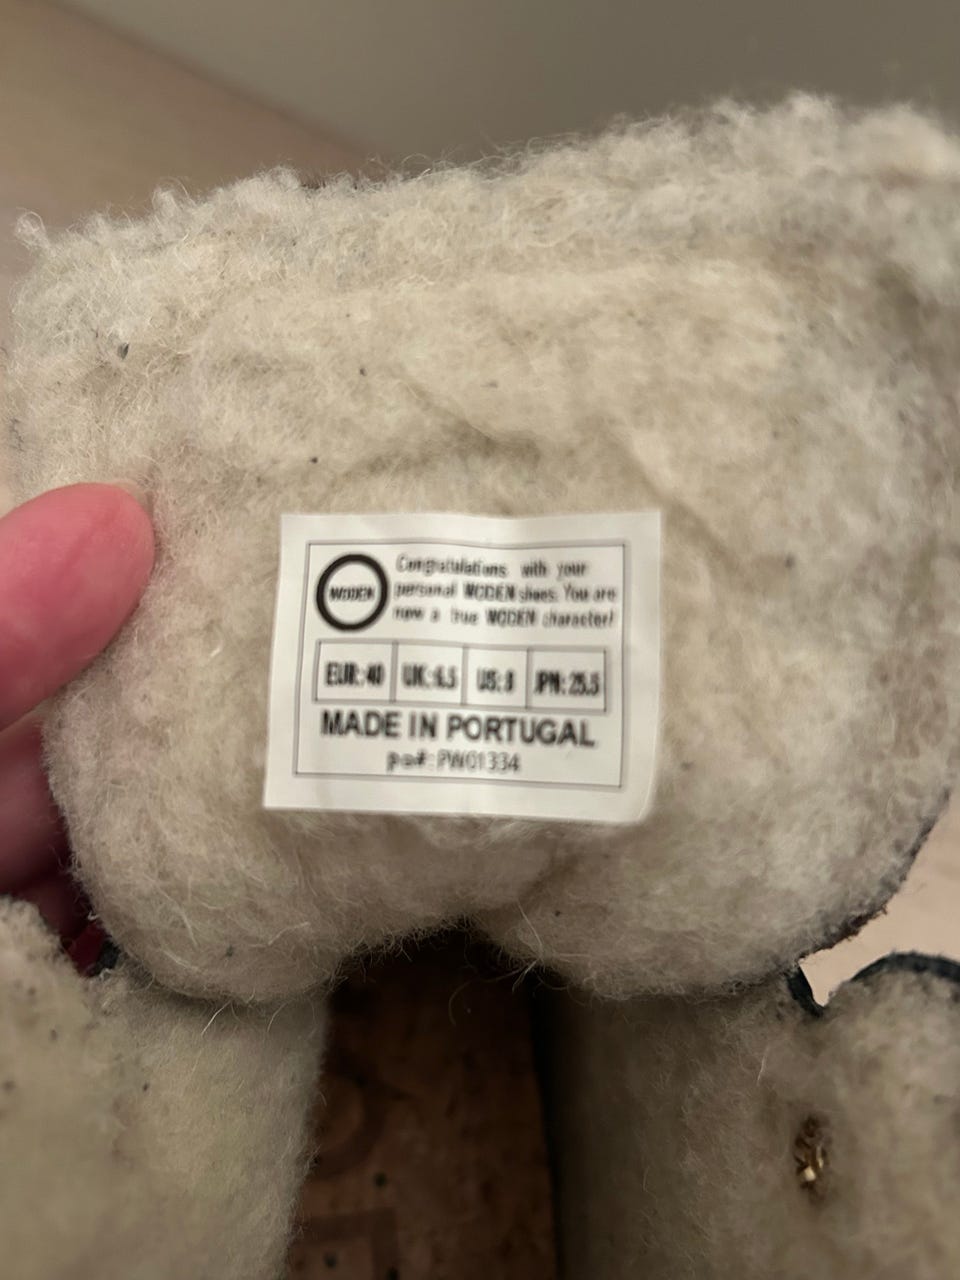 WODEN
Congratulations with your
personal WODEN shoes. You are
now a true WODEN character!
EUR: 40 UK: 6.5 US: 8 JPN: 25.5
MADE IN PORTUGAL
po#: PW01334